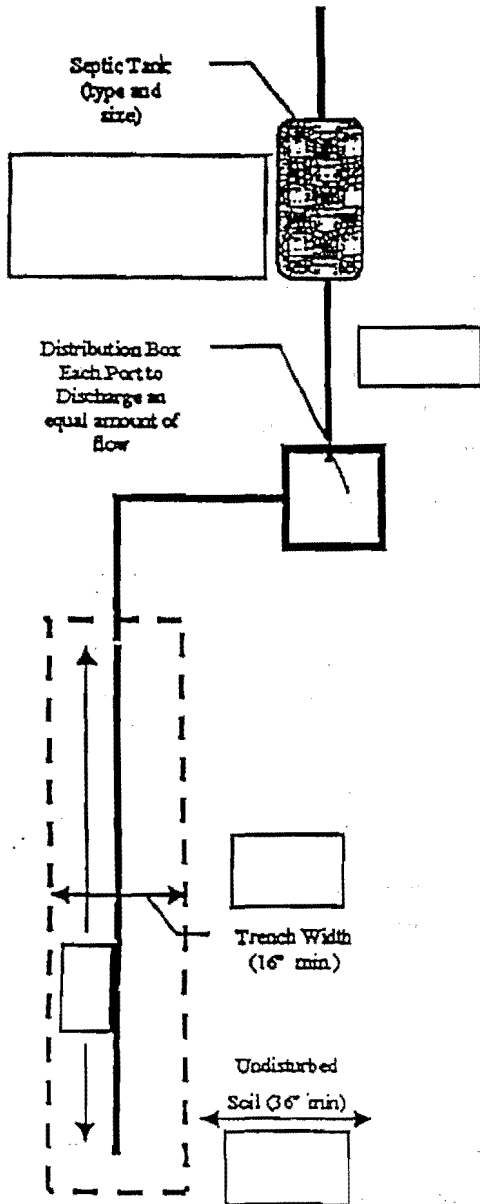 Septic Tank
(type and
size)
Distribution Box
Each Port to
Discharge an
equal amount of
flow
Trench Width
(16" min.)
Undisturbed
Soil (36" min)